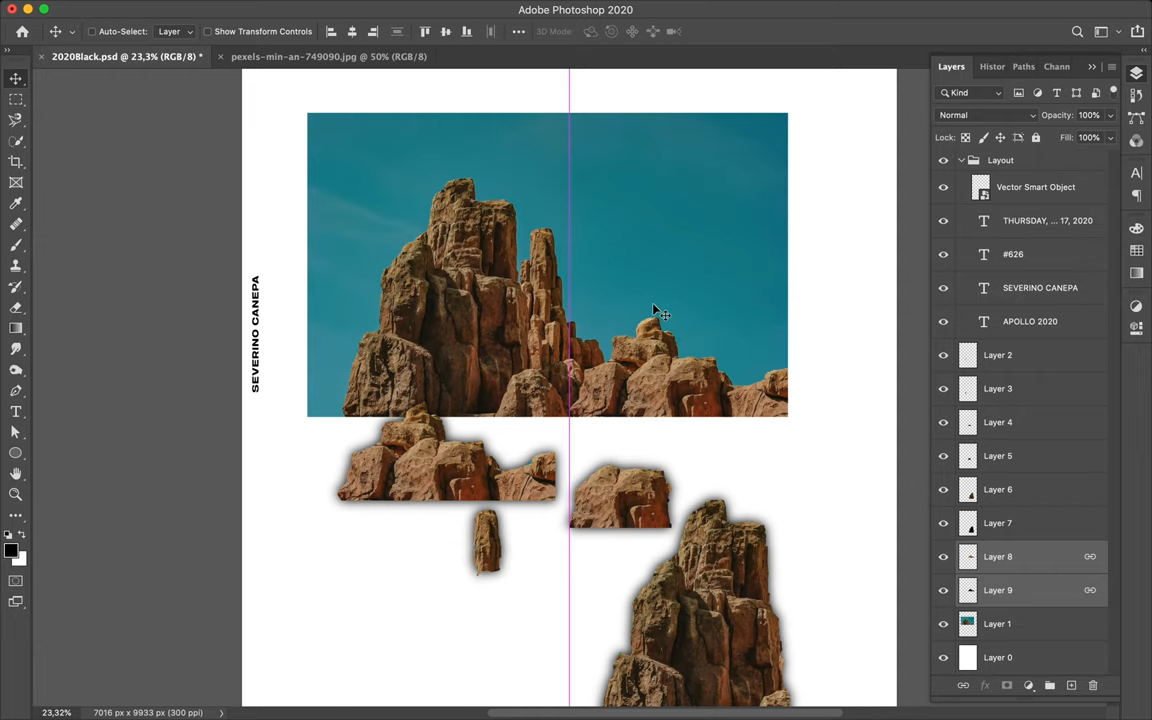 Adobe Photoshop 2020
Auto-Select: Layer Show Transform Controls 3D Mode:
2020Black.psd @ 23,3% (RGB/8) * pexels-min-an-749090.jpg @ 50% (RGB/8)
Layers Histor Paths Chann
Kind
Normal Opacity: 100%
Lock: Fill: 100%
Layout
Vector Smart Object
THURSDAY, ... 17, 2020
#626
SEVERINO CANEPA
APOLLO 2020
Layer 2
Layer 3
Layer 4
Layer 5
Layer 6
Layer 7
Layer 8
Layer 9
Layer 1
Layer 0
SEVERINO CANEPA
23,32% 7016 px x 9933 px (300 ppi)